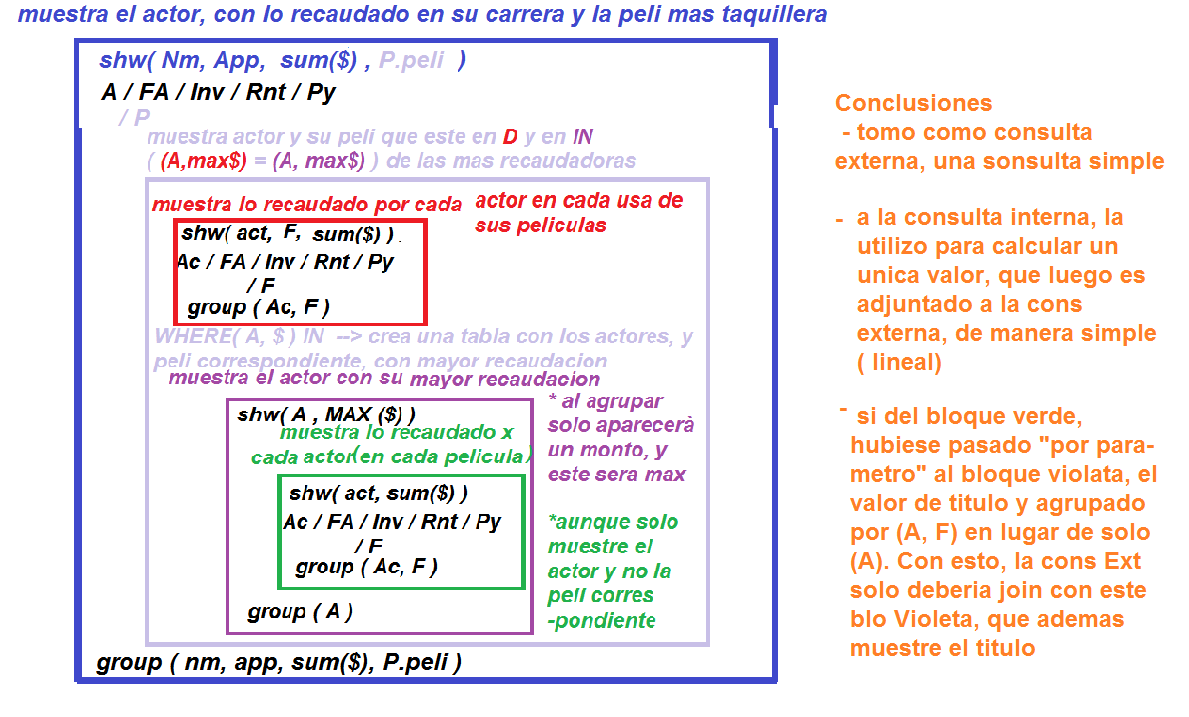 muestra el actor, con lo recaudado en su carrera y la peli mas taquillera
shw( Nm, App, sum($) , P.peli )
A / FA / Inv / Rnt / Py
/ P
muestra actor y su peli que este en D y en IN
( (A,max$) = (A, max$) ) de las mas recaudadoras
muestra lo recaudado por cada actor en cada usa de
sus peliculas
shw( act, F, sum($) ) .
Ac / FA / Inv / Rnt / Py
/ F
group ( Ac, F )
WHERE( A, $ ) IN --> crea una tabla con los actores, y
peli correspondiente, con mayor recaudacion
muestra el actor con su mayor recaudacion
shw( A , MAX ($) )
muestra lo recaudado x
cada actor(en cada pelicula)
shw( act, sum($) )
Ac / FA / Inv / Rnt / Py
/ F
group ( Ac, F )
group ( A )
* al agrupar
solo aparecerà
un monto, y
este sera max
*aunque solo
muestre el
actor y no la
peli corres
-pondiente
group ( nm, app, sum($), P.peli )
Conclusiones
- tomo como consulta
externa, una sonsulta simple
- a la consulta interna, la
utilizo para calcular un
unica valor, que luego es
adjuntado a la cons
externa, de manera simple
( lineal)
- si del bloque verde,
hubiese pasado "por para-
metro" al bloque violata, el
valor de titulo y agrupado
por (A, F) en lugar de solo
(A). Con esto, la cons Ext
solo deberia join con este
blo Violeta, que ademas
muestre el titulo